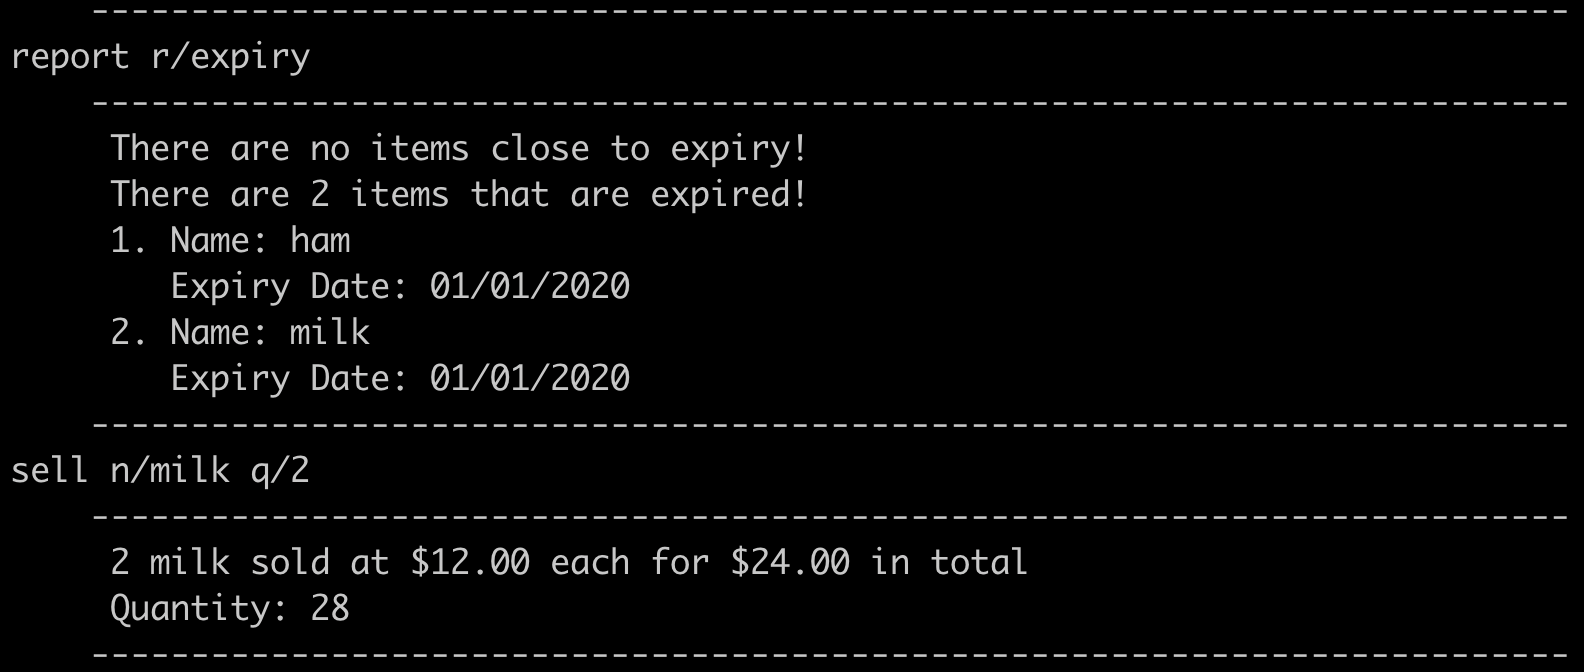 --------------------------------------------------------------------------
report r/expiry
--------------------------------------------------------------------------
There are no items close to expiry!
There are 2 items that are expired!
1. Name: ham
Expiry Date: 01/01/2020
2. Name: milk
Expiry Date: 01/01/2020
--------------------------------------------------------------------------
sell n/milk q/2
--------------------------------------------------------------------------
2 milk sold at $12.00 each for $24.00 in total
Quantity: 28
--------------------------------------------------------------------------